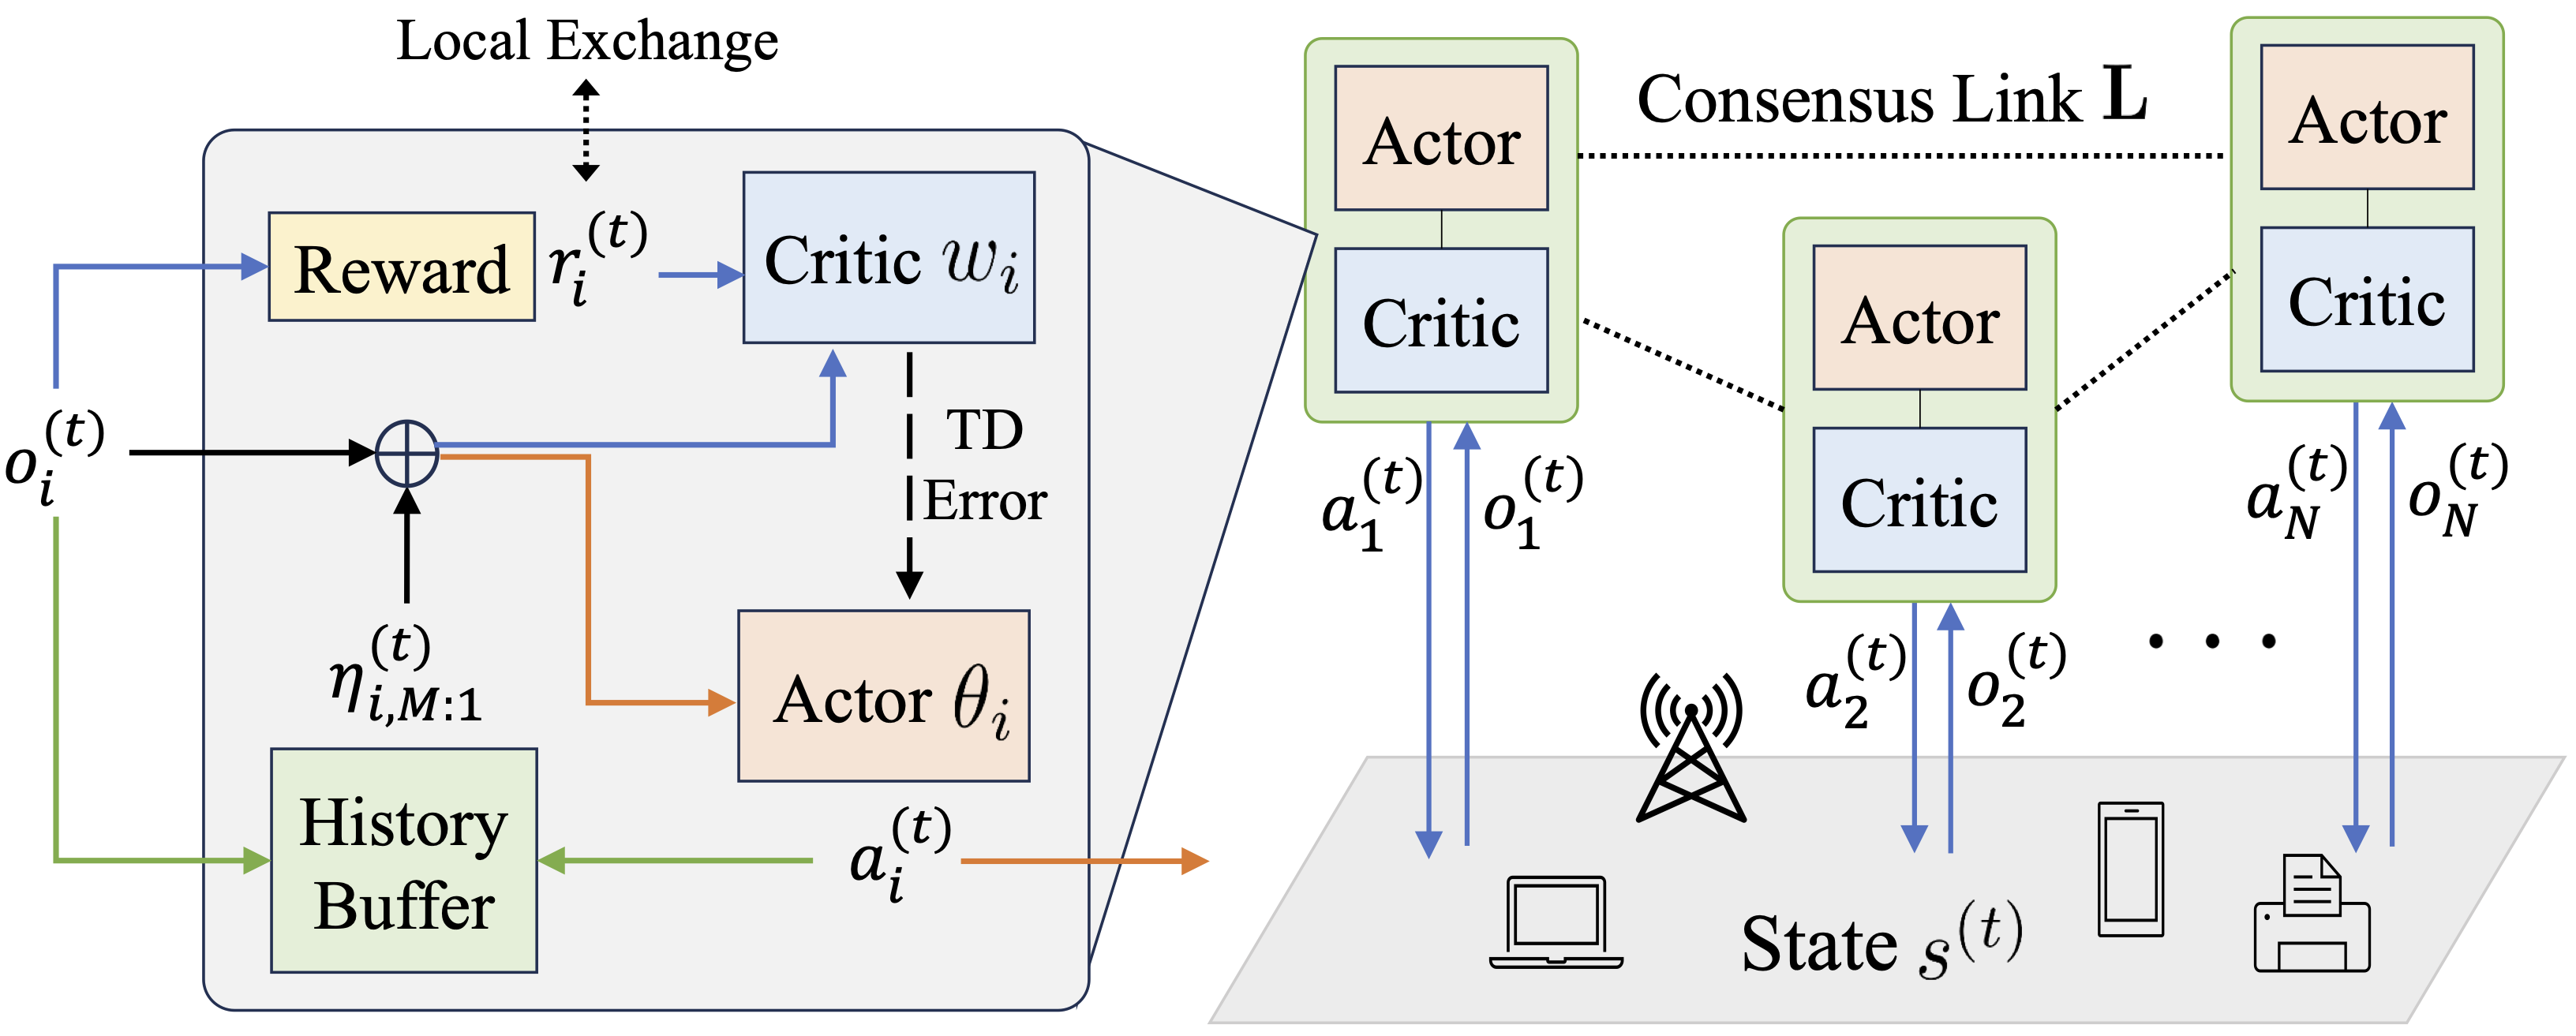 Local Exchange
Reward
r_i^{(t)}
Critic w_i
o_i^{(t)}
TD
Error
η_{i,M:1}^{(t)}
Actor θ_i
History
Buffer
a_i^{(t)}
Actor
Critic
Consensus Link L
Actor
Critic
Actor
Critic
a_1^{(t)}
o_1^{(t)}
a_2^{(t)}
o_2^{(t)}
a_N^{(t)}
o_N^{(t)}
. . .
State s^{(t)}